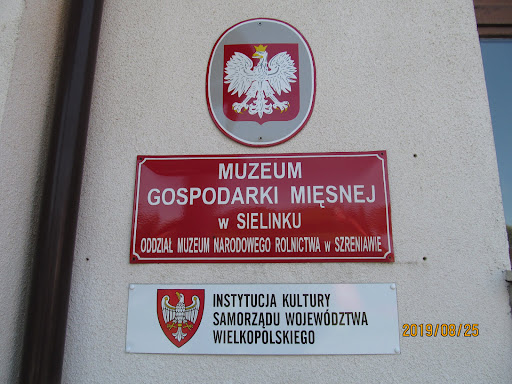 MUZEUM
GOSPODARKI MIĘSNEJ
w SIELINKU
ODDZIAŁ MUZEUM NARODOWEGO ROLNICTWA w SZRENIAWIE
INSTYTUCJA KULTURY
SAMORZĄDU WOJEWÓDZTWA
WIELKOPOLSKIEGO
2019/08/25